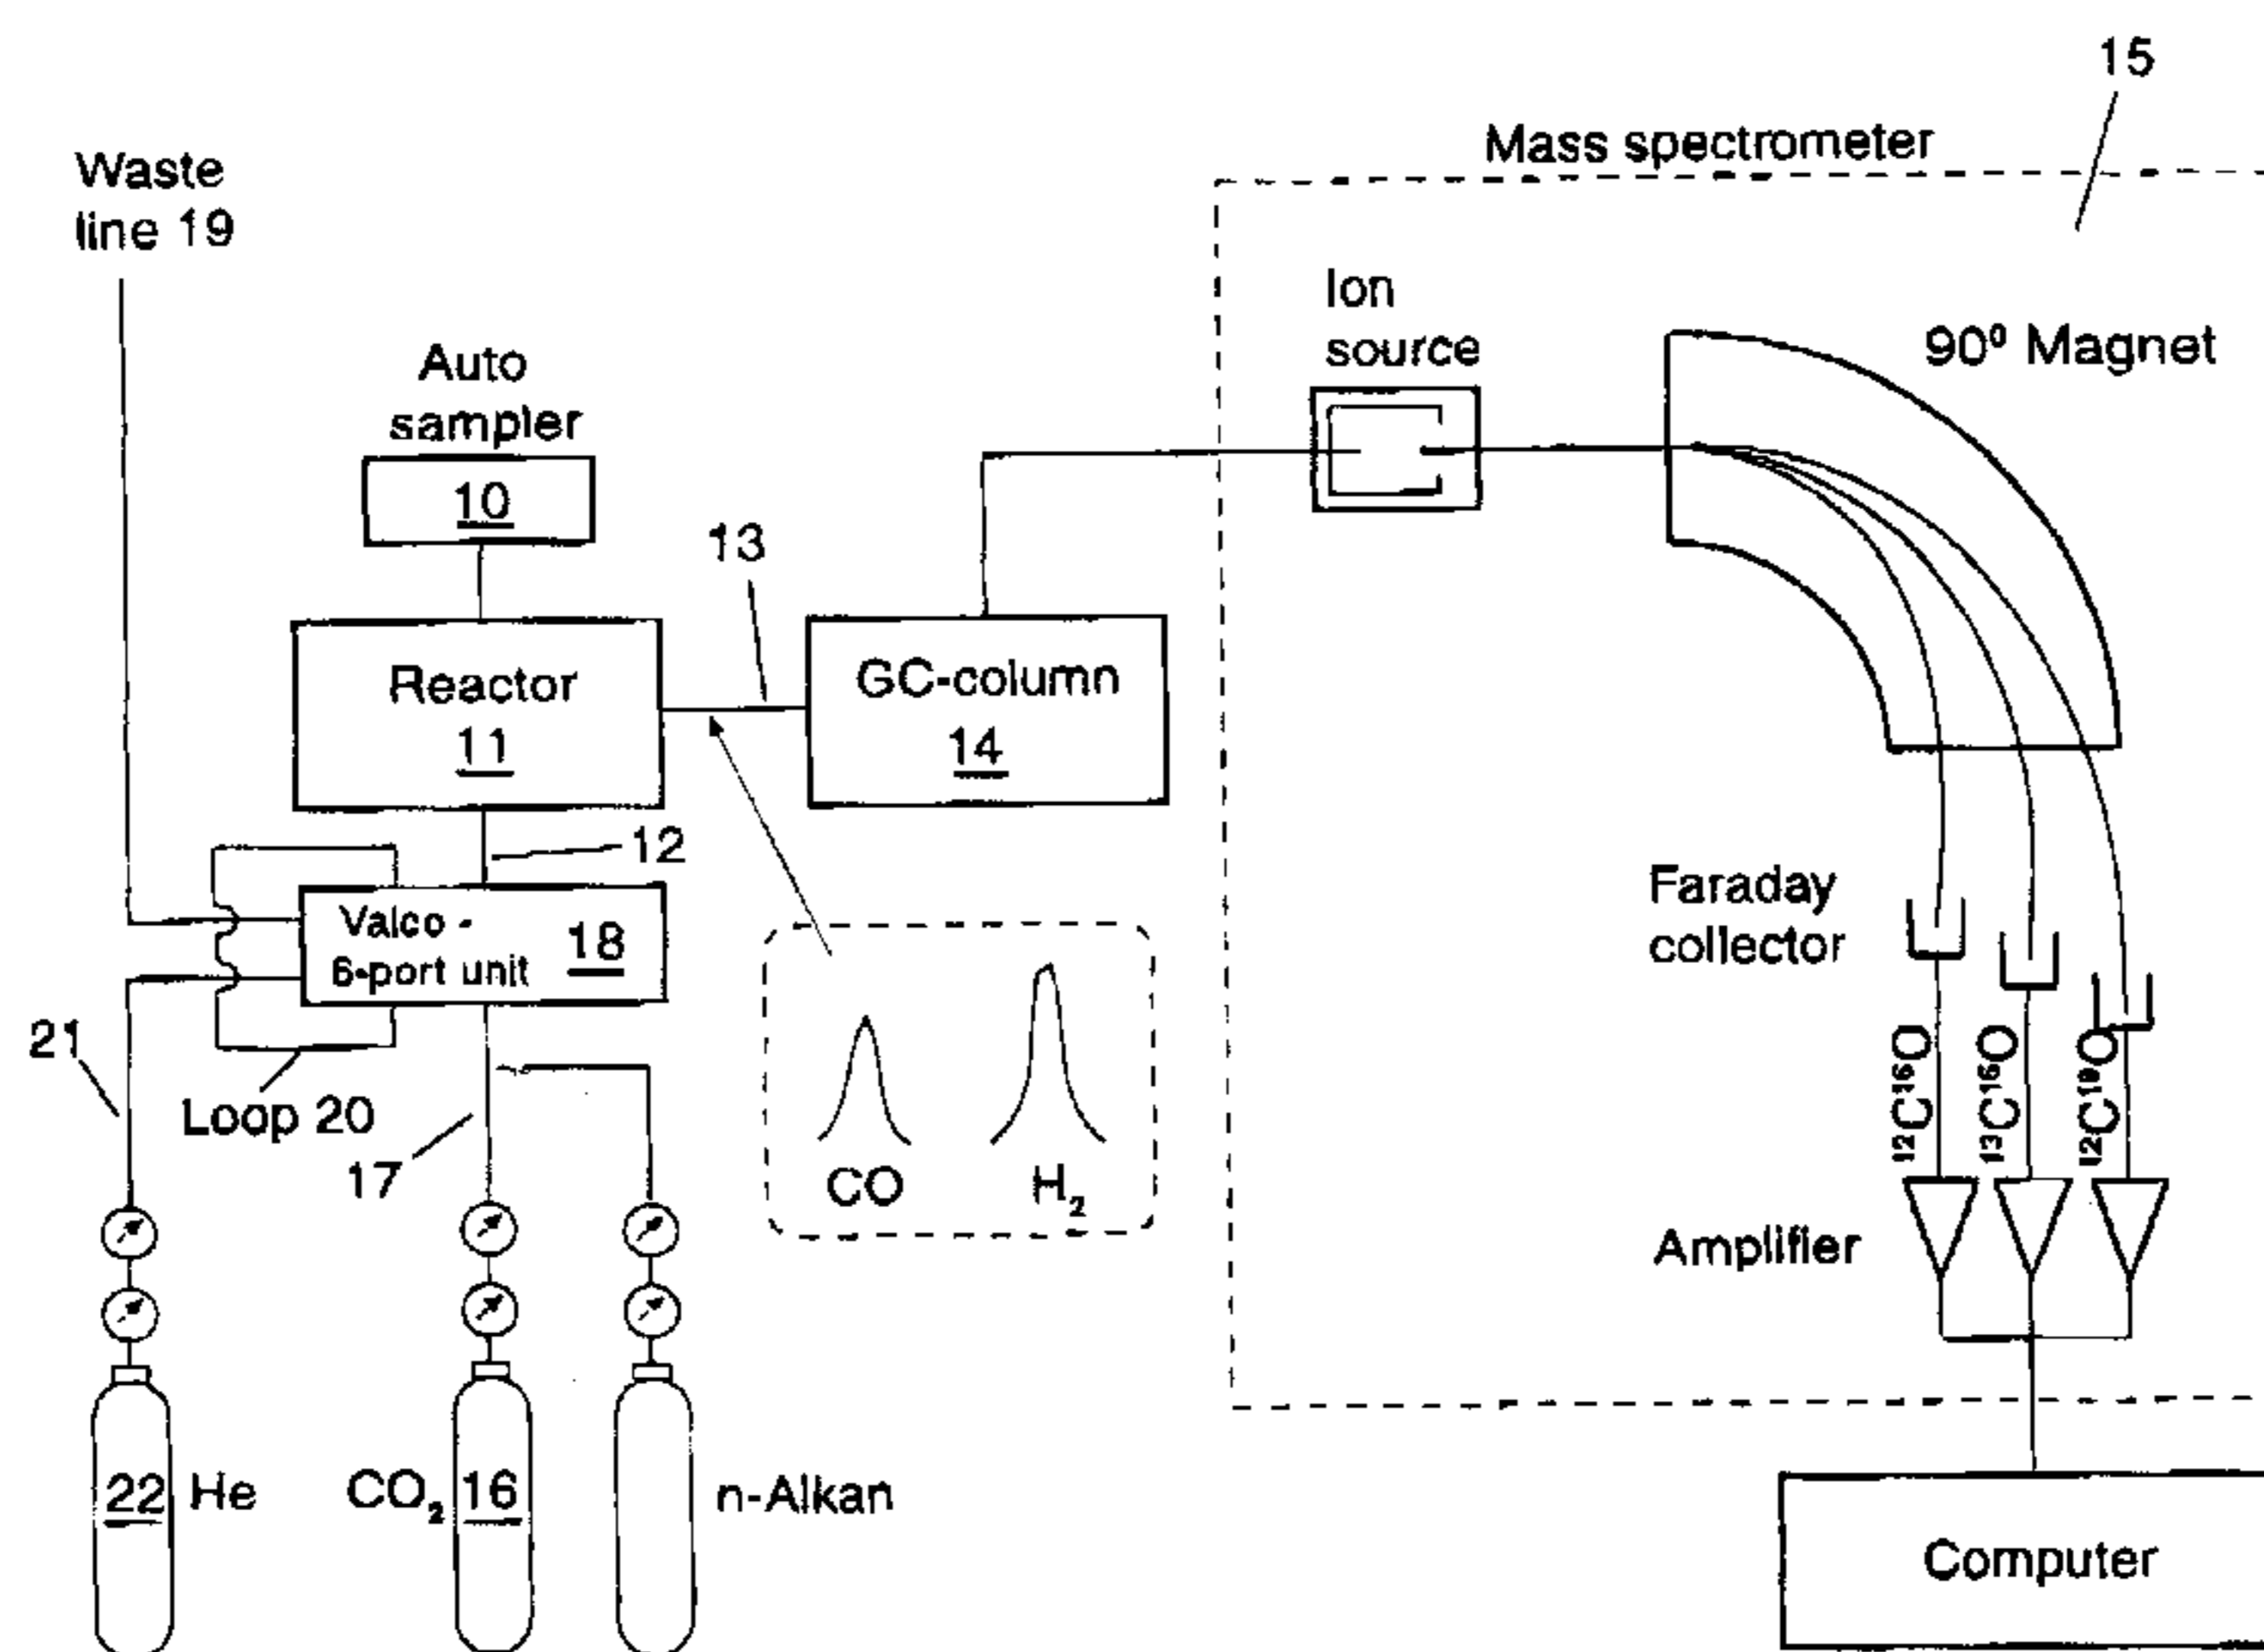 15
Mass spectrometer
Waste
line 19
Ion
source
90⁰ Magnet
Auto
sampler
10
13
Reactor
11
GC-column
14
12
Valco -
6-port unit
18
Faraday
collector
21
Loop 20
17
CO
H₂
¹²C¹⁶O
¹³C¹⁶O
¹²C¹⁸O
Amplifier
22
He
CO₂
16
n-Alkan
Computer